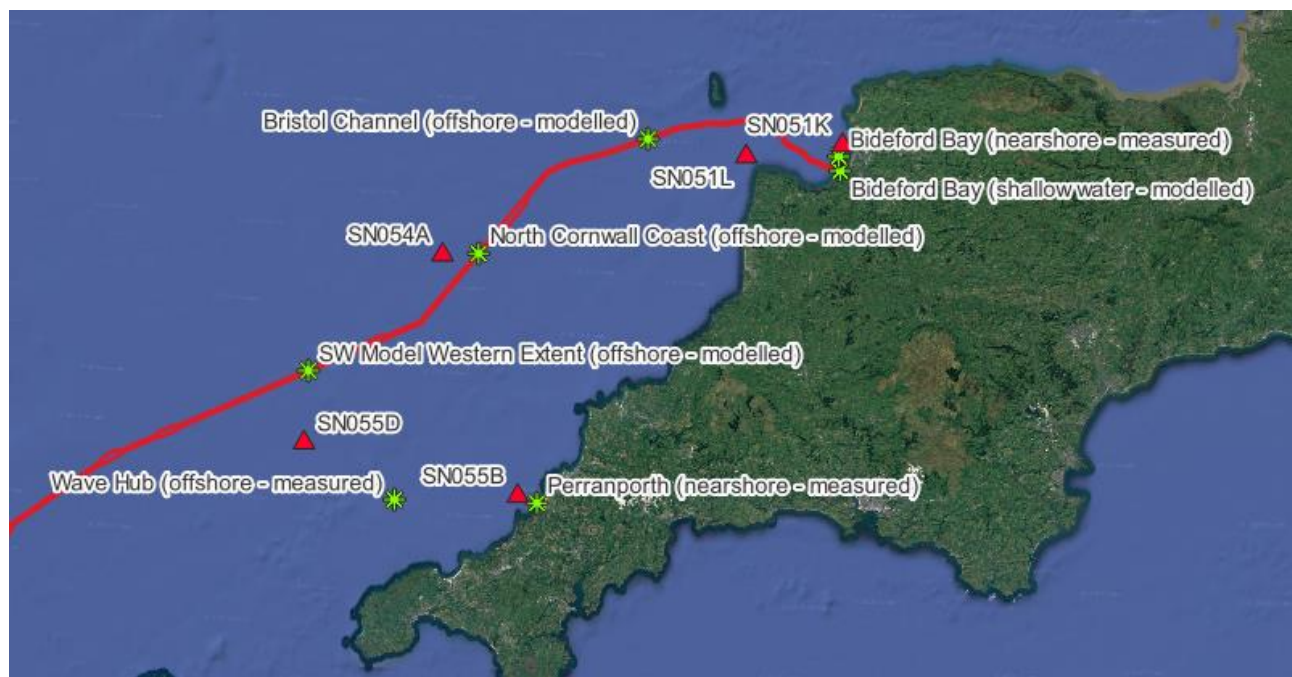 Bristol Channel (offshore - modelled)
SN051K
Bideford Bay (nearshore - measured)
SN051L
Bideford Bay (shallow water - modelled)
SN054A
North Cornwall Coast (offshore - modelled)
SW Model Western Extent (offshore - modelled)
SN055D
Wave Hub (offshore - measured)
SN055B
Perranporth (nearshore - measured)